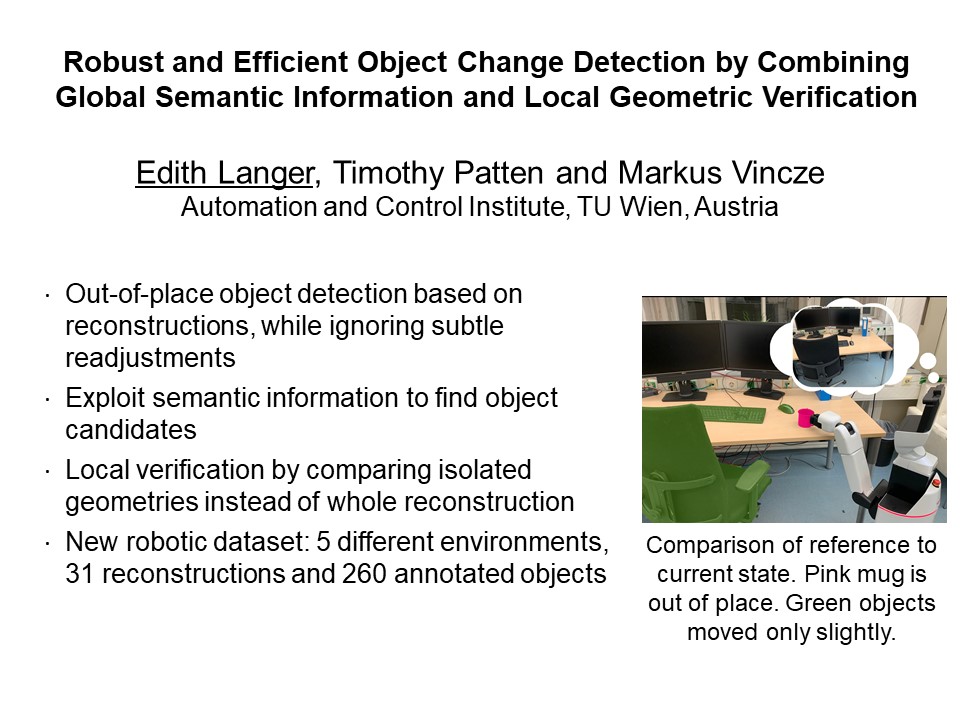 Robust and Efficient Object Change Detection by Combining
Global Semantic Information and Local Geometric Verification
Edith Langer, Timothy Patten and Markus Vincze
Automation and Control Institute, TU Wien, Austria
· Out-of-place object detection based on
reconstructions, while ignoring subtle
readjustments
· Exploit semantic information to find object
candidates
· Local verification by comparing isolated
geometries instead of whole reconstruction
· New robotic dataset: 5 different environments,
31 reconstructions and 260 annotated objects
Comparison of reference to
current state. Pink mug is
out of place. Green objects
moved only slightly.